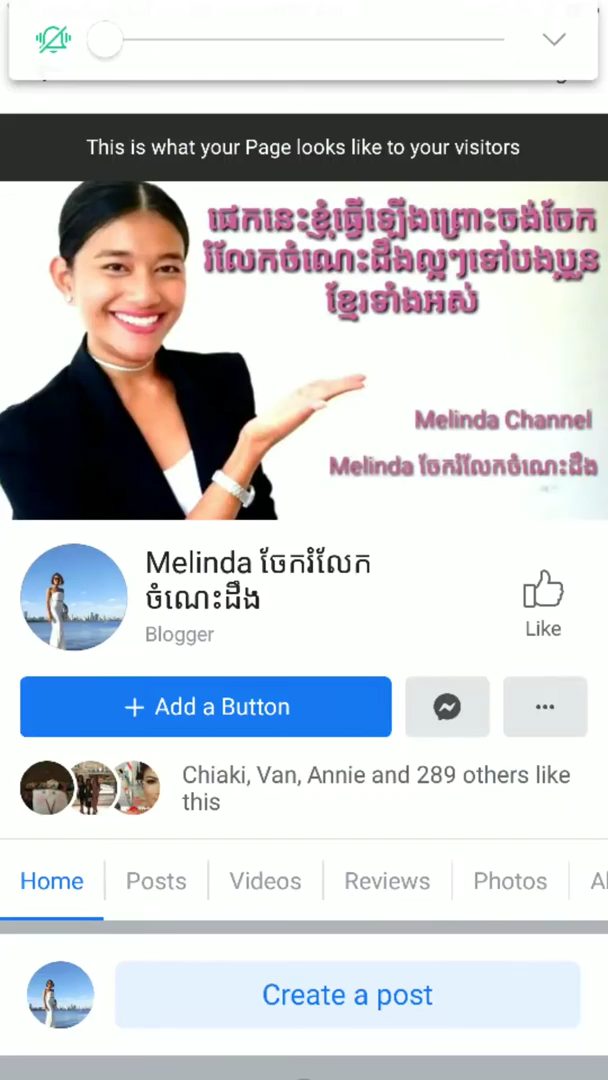 This is what your Page looks like to your visitors
ផេកនេះខ្ញុំធ្វើឡើងព្រោះចង់ចែក
រំលែកចំណេះដឹងល្អៗទៅបងប្អូន
ខ្មែរទាំងអស់
Melinda Channel
Melinda ចែករំលែកចំណេះដឹង
Melinda ចែករំលែក
ចំណេះដឹង
Blogger
Like
+ Add a Button
Chiaki, Van, Annie and 289 others like
this
Home
Posts
Videos
Reviews
Photos
Create a post